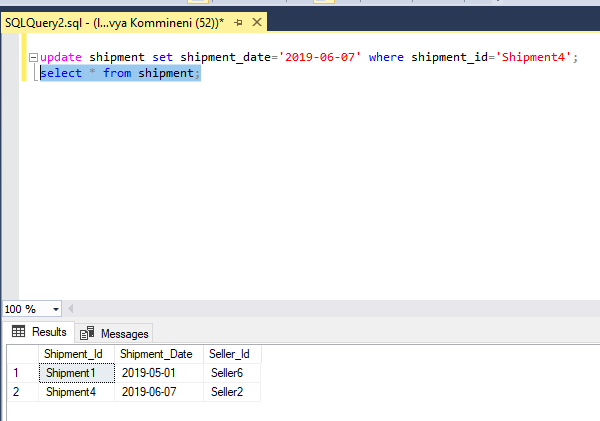 SQLQuery2.sql - (l...vya Kommineni (52))*
update shipment set shipment_date='2019-06-07' where shipment_id='Shipment4';
select * from shipment;
100 %
Results Messages
Shipment_Id Shipment_Date Seller_Id
1 Shipment1 2019-05-01 Seller6
2 Shipment4 2019-06-07 Seller2